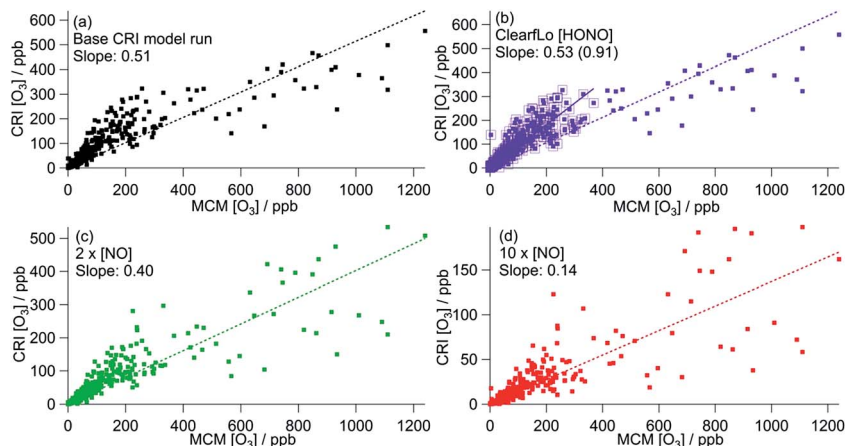 (a)
Base CRI model run
Slope: 0.51
CRI [O3] / ppb
600
500
400
300
200
100
0
0 200 400 600 800 1000 1200
MCM [O3] / ppb
(b)
ClearfLo [HONO]
Slope: 0.53 (0.91)
CRI [O3] / ppb
600
500
400
300
200
100
0
0 200 400 600 800 1000 1200
MCM [O3] / ppb
(c)
2 x [NO]
Slope: 0.40
CRI [O3] / ppb
500
400
300
200
100
0
0 200 400 600 800 1000 1200
MCM [O3] / ppb
(d)
10 x [NO]
Slope: 0.14
CRI [O3] / ppb
150
100
50
0
0 200 400 600 800 1000 1200
MCM [O3] / ppb